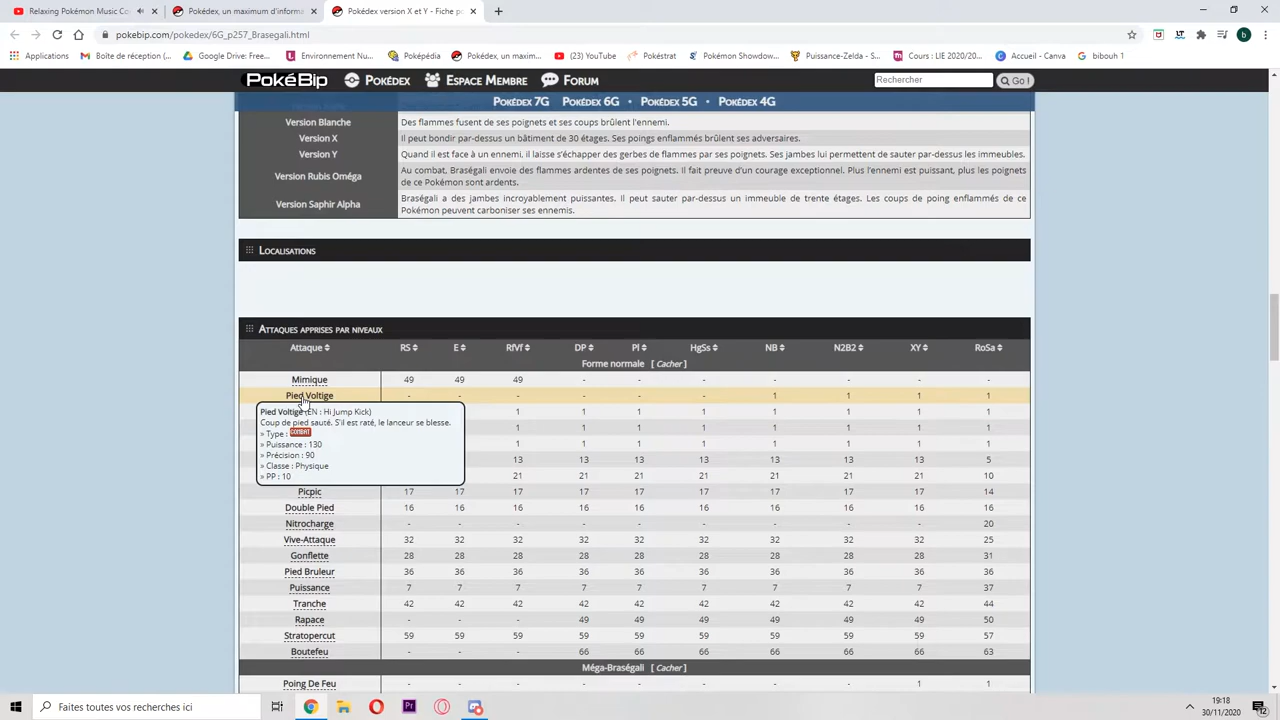 Relaxing Pokémon Music Co
Pokédex, un maximum d'informa
Pokédex version X et Y - Fiche po
pokebip.com/pokedex/6G_p257_Brasegali.html
Applications
Boîte de réception (...
Google Drive: Free...
Environnement Nu...
Poképédia
Pokédex, un maxim...
(23) YouTube
Pokéstrat
Pokémon Showdow...
Puissance-Zelda - S...
Cours : LIE 2020/20...
Accueil - Canva
bibouh 1
PokéBip
Pokédex
Espace Membre
Forum
Rechercher
Go !
Pokédex 7G
Pokédex 6G
Pokédex 5G
Pokédex 4G
Version Blanche Des flammes fusent de ses poignets et ses coups brûlent l'ennemi.
Version X Il peut bondir par-dessus un bâtiment de 30 étages. Ses poings enflammés brûlent ses adversaires.
Version Y Quand il est face à un ennemi, il laisse s'échapper des gerbes de flammes par ses poignets. Ses jambes lui permettent de sauter par-dessus les immeubles.
Version Rubis Oméga Au combat, Braségali envoie des flammes ardentes de ses poignets. Il fait preuve d'un courage exceptionnel. Plus l'ennemi est puissant, plus les poignets
de ce Pokémon sont ardents.
Version Saphir Alpha Braségali a des jambes incroyablement puissantes. Il peut sauter par-dessus un immeuble de trente étages. Les coups de poing enflammés de ce
Pokémon peuvent carboniser ses ennemis.
Localisations
Attaques apprises par niveaux
Attaque RS E RfVf DP Pl HgSs NB N2B2 XY RoSa
Forme normale [ Cacher ]
Mimique 49 49 49 - - - - - - -
Pied Voltige - - - - - - 1 1 1 1
Pied Voltige (EN : Hi Jump Kick)
Coup de pied sauté. S'il est raté, le lanceur se blesse.
» Type : COMBAT
» Puissance : 130
» Précision : 90
» Classe : Physique
» PP : 10
1 1 1 1 1 1 1 1
1 1 1 1 1 1 1 1
1 1 1 1 1 1 1 1
13 13 13 13 13 13 13 5
21 21 21 21 21 21 21 10
Picpic 17 17 17 17 17 17 17 17 17 14
Double Pied 16 16 16 16 16 16 16 16 16 16
Nitrocharge - - - - - - - - - 20
Vive-Attaque 32 32 32 32 32 32 32 32 32 25
Gonflette 28 28 28 28 28 28 28 28 28 31
Pied Bruleur 36 36 36 36 36 36 36 36 36 36
Puissance 7 7 7 7 7 7 7 7 7 37
Tranche 42 42 42 42 42 42 42 42 42 44
Rapace - - - 49 49 49 49 49 49 50
Stratopercut 59 59 59 59 59 59 59 59 59 57
Boutefeu - - - 66 66 66 66 66 66 63
Méga-Braségali [ Cacher ]
Poing De Feu - - - - - - - - 1 1
Faites toutes vos recherches ici
19:18
30/11/2020
12